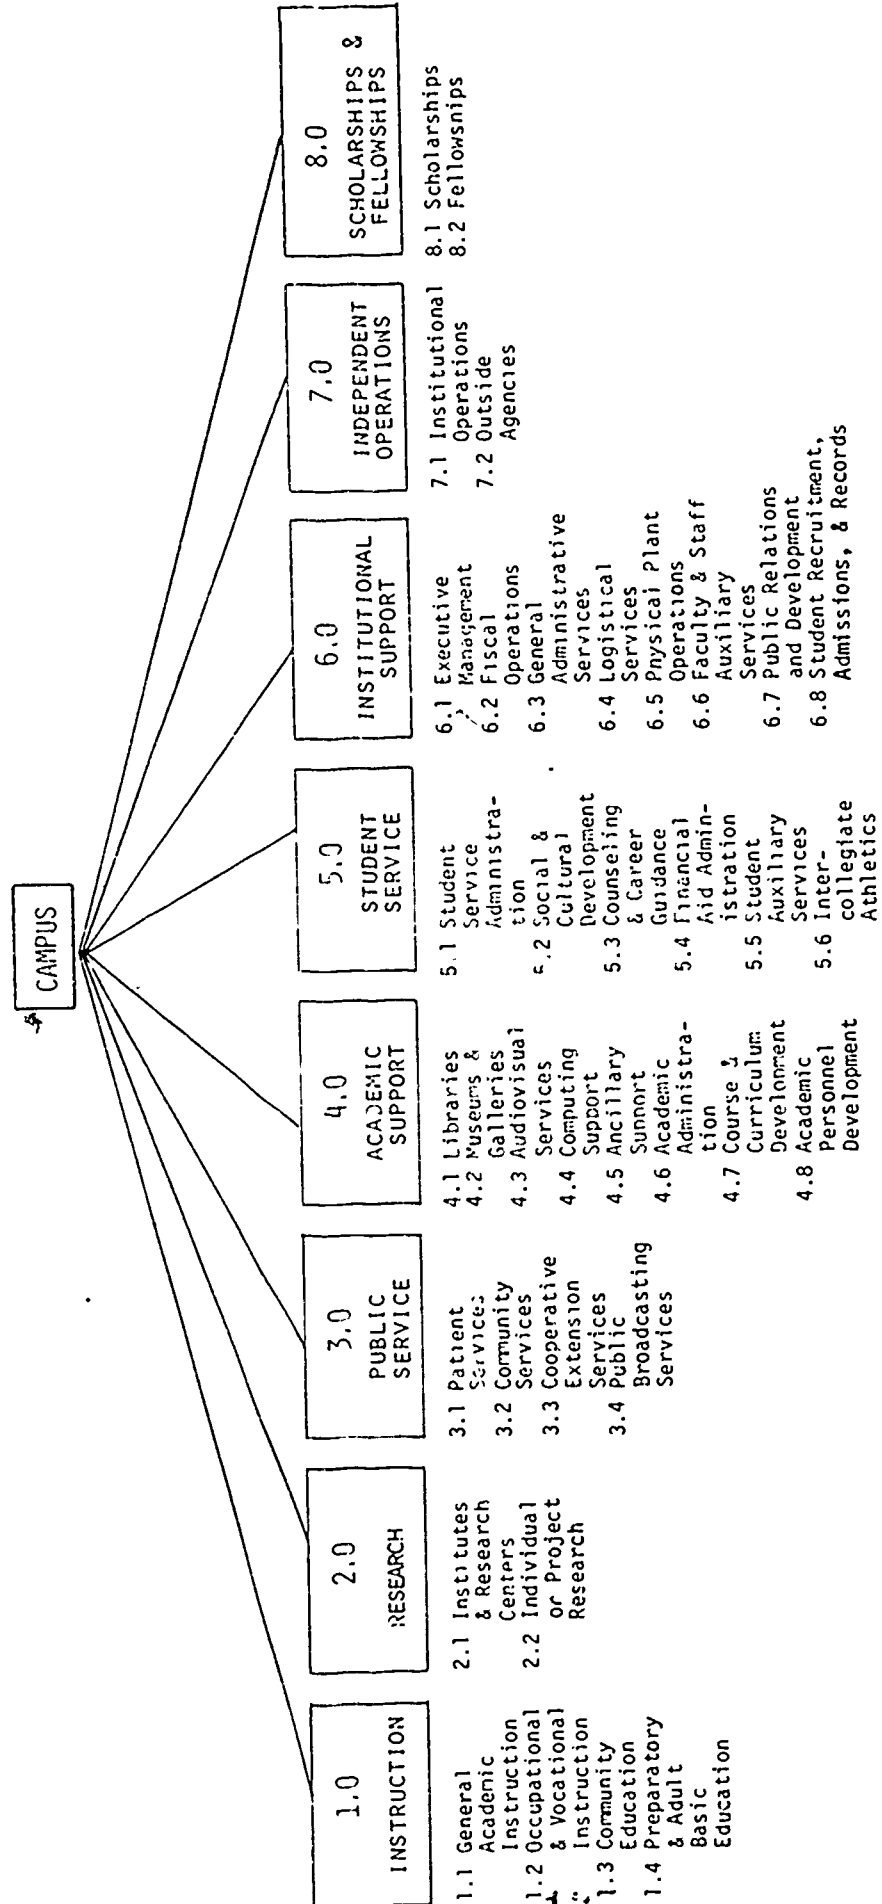 CAMPUS
1.0
INSTRUCTION
1.1 General
Academic
Instruction
1.2 Occupational
& Vocational
Instruction
1.3 Community
Education
1.4 Preparatory
& Adult
Basic
Education
2.0
RESEARCH
2.1 Institutes
& Research
Centers
2.2 Individual
or Project
Research
3.0
PUBLIC
SERVICE
3.1 Patient
Services
3.2 Community
Services
3.3 Cooperative
Extension
Services
3.4 Public
Broadcasting
Services
4.0
ACADEMIC
SUPPORT
4.1 Libraries
4.2 Museums &
Galleries
4.3 Audiovisual
Services
4.4 Computing
Support
4.5 Ancillary
Support
4.6 Academic
Administra-
tion
4.7 Course &
Curriculum
Development
4.8 Academic
Personnel
Development
5.0
STUDENT
SERVICE
5.1 Student
Service
Administra-
tion
5.2 Social &
Cultural
Development
5.3 Counseling
& Career
Guidance
5.4 Financial
Aid Admin-
istration
5.5 Student
Auxiliary
Services
5.6 Inter-
collegiate
Athletics
6.0
INSTITUTIONAL
SUPPORT
6.1 Executive
Management
6.2 Fiscal
Operations
6.3 General
Administrative
Services
6.4 Logistical
Services
6.5 Physical Plant
Operations
6.6 Faculty & Staff
Auxiliary
Services
6.7 Public Relations
and Development
6.8 Student Recruitment,
Admissions, & Records
7.0
INDEPENDENT
OPERATIONS
7.1 Institutional
Operations
7.2 Outside
Agencies
8.0
SCHOLARSHIPS &
FELLOWSHIPS
8.1 Scholarships
8.2 Fellowships